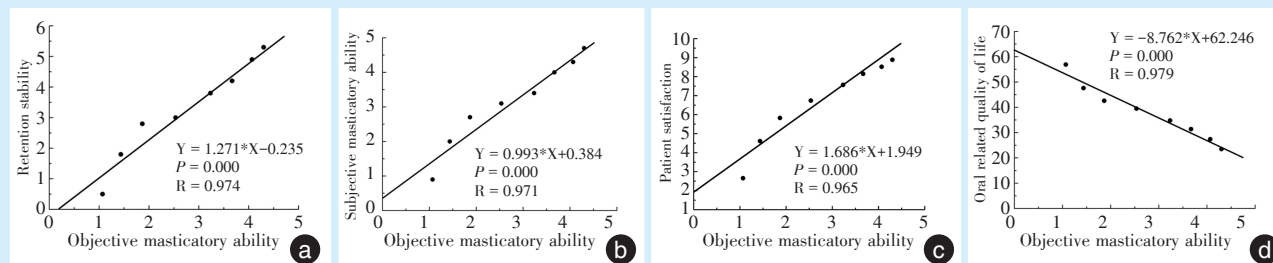 6
5
4
3
2
1
0
Retention stability
Y = 1.271*X−0.235
P = 0.000
R = 0.974
1 2 3 4 5
Objective masticatory ability
a
5
4
3
2
1
0
Subjective masticatory ability
Y = 0.993*X+0.384
P = 0.000
R = 0.971
0 1 2 3 4 5
Objective masticatory ability
b
10
9
8
7
6
5
4
3
2
1
Patient satisfaction
Y = 1.686*X+1.949
P = 0.000
R = 0.965
0 1 2 3 4 5
Objective masticatory ability
c
70
60
50
40
30
20
10
0
Oral related quality of life
Y = −8.762*X+62.246
P = 0.000
R = 0.979
0 1 2 3 4 5
Objective masticatory ability
d